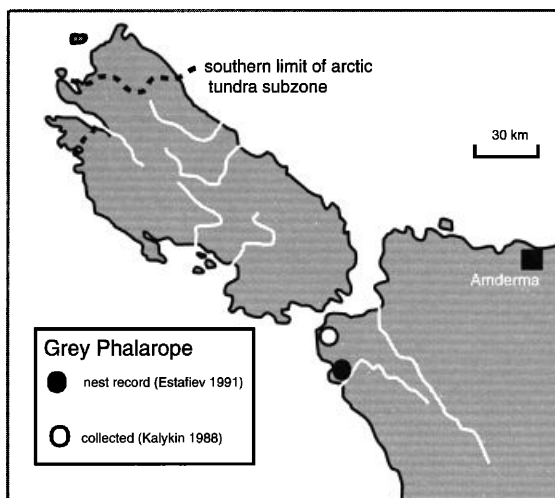 southern limit of arctic
tundra subzone
30 km
Amderma
Grey Phalarope
nest record (Estafiev 1991)
collected (Kalykin 1988)